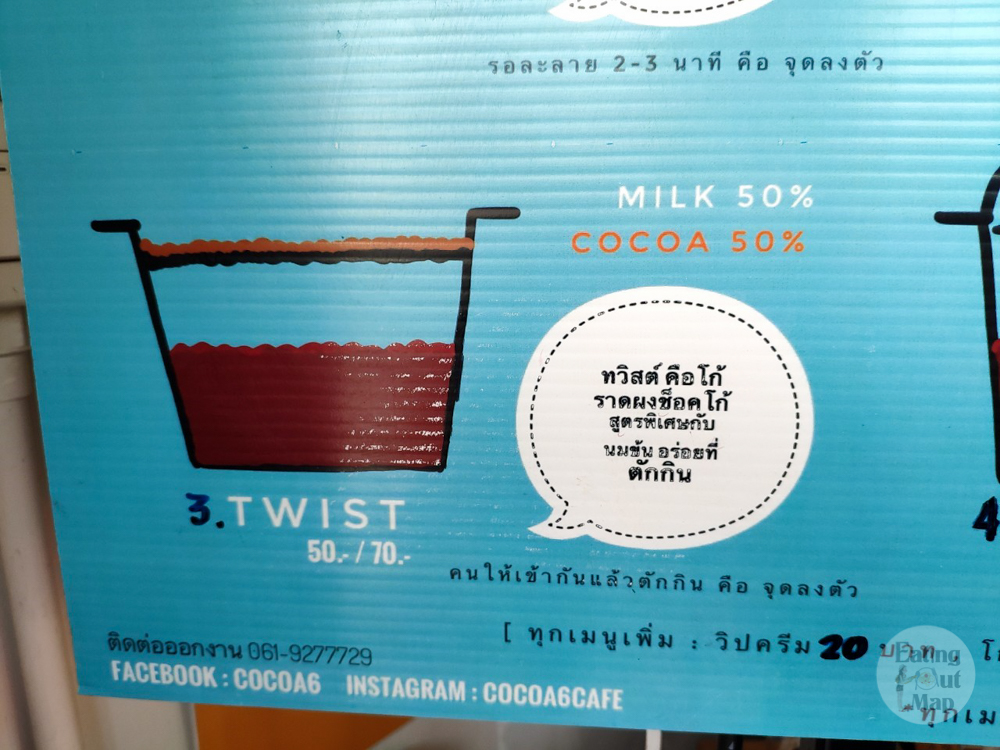 รอละลาย 2-3 นาที คือ จุดลงตัว
MILK 50%
COCOA 50%
ทวิสต์ คือโก้
ราดผงช็อคโก้
สูตรพิเศษกับ
นมข้น อร่อยที่
ตักกิน
3. TWIST
50.- / 70.-
คนให้เข้ากันแล้วตักกิน คือ จุดลงตัว
4
[ ทุกเมนูเพิ่ม : วิปครีม 20 บาท
ติดต่อออกงาน 061-9277729
FACEBOOK : COCOA6 INSTAGRAM : COCOA6CAFE
Eating Out Map